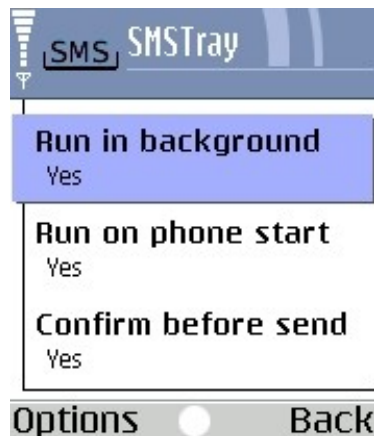 SMS SMSTray
Run in background
Yes
Run on phone start
Yes
Confirm before send
Yes
Options Back